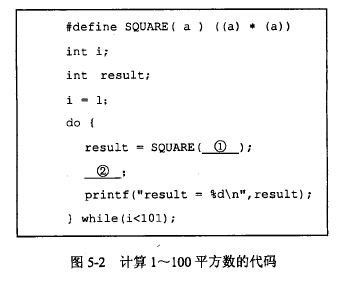 #define SQUARE( a ) ((a) * (a))
int i;
int result;
i = 1;
do {
result = SQUARE( ① );
② ;
printf("result = %d\n",result);
} while(i<101);
图 5-2 计算 1～100 平方数的代码